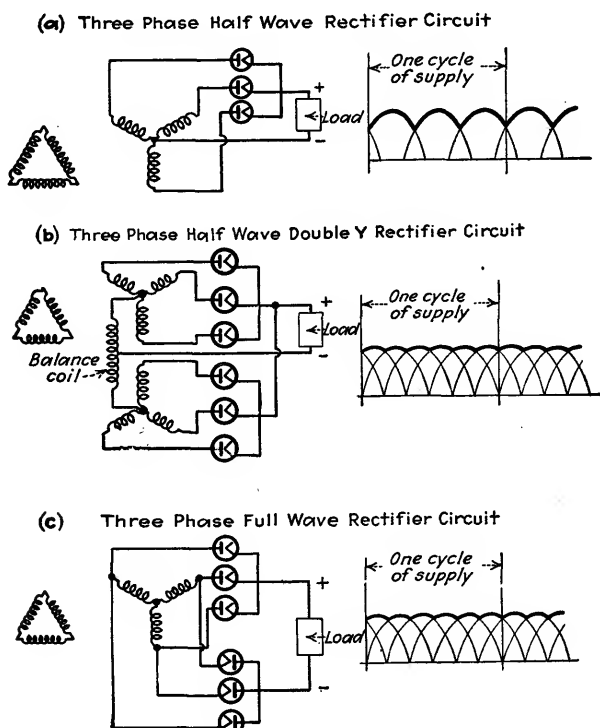 (a) Three Phase Half Wave Rectifier Circuit
One cycle
of supply
+
Load
-
(b) Three Phase Half Wave Double Y Rectifier Circuit
One cycle
of supply
+
Load
-
Balance
coil
(c) Three Phase Full Wave Rectifier Circuit
One cycle
of supply
+
Load
-